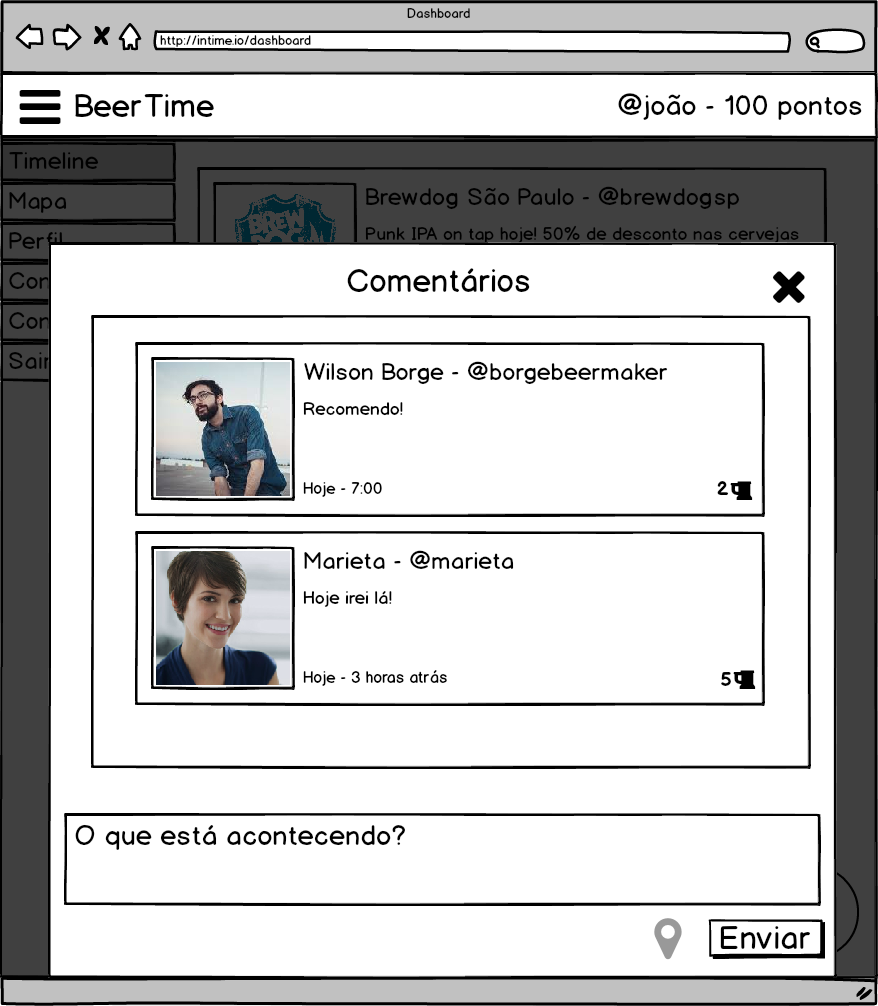 Dashboard
http://intime.io/dashboard
BeerTime
@joão - 100 pontos
Timeline
Mapa
Perfil
Con
Con
Sair
BREW
DOG
Brewdog São Paulo - @brewdogsp
Punk IPA on tap hoje! 50% de desconto nas cervejas
Comentários
Wilson Borge - @borgebeermaker
Recomendo!
Hoje - 7:00
2
Marieta - @marieta
Hoje irei lá!
Hoje - 3 horas atrás
5
O que está acontecendo?
Enviar